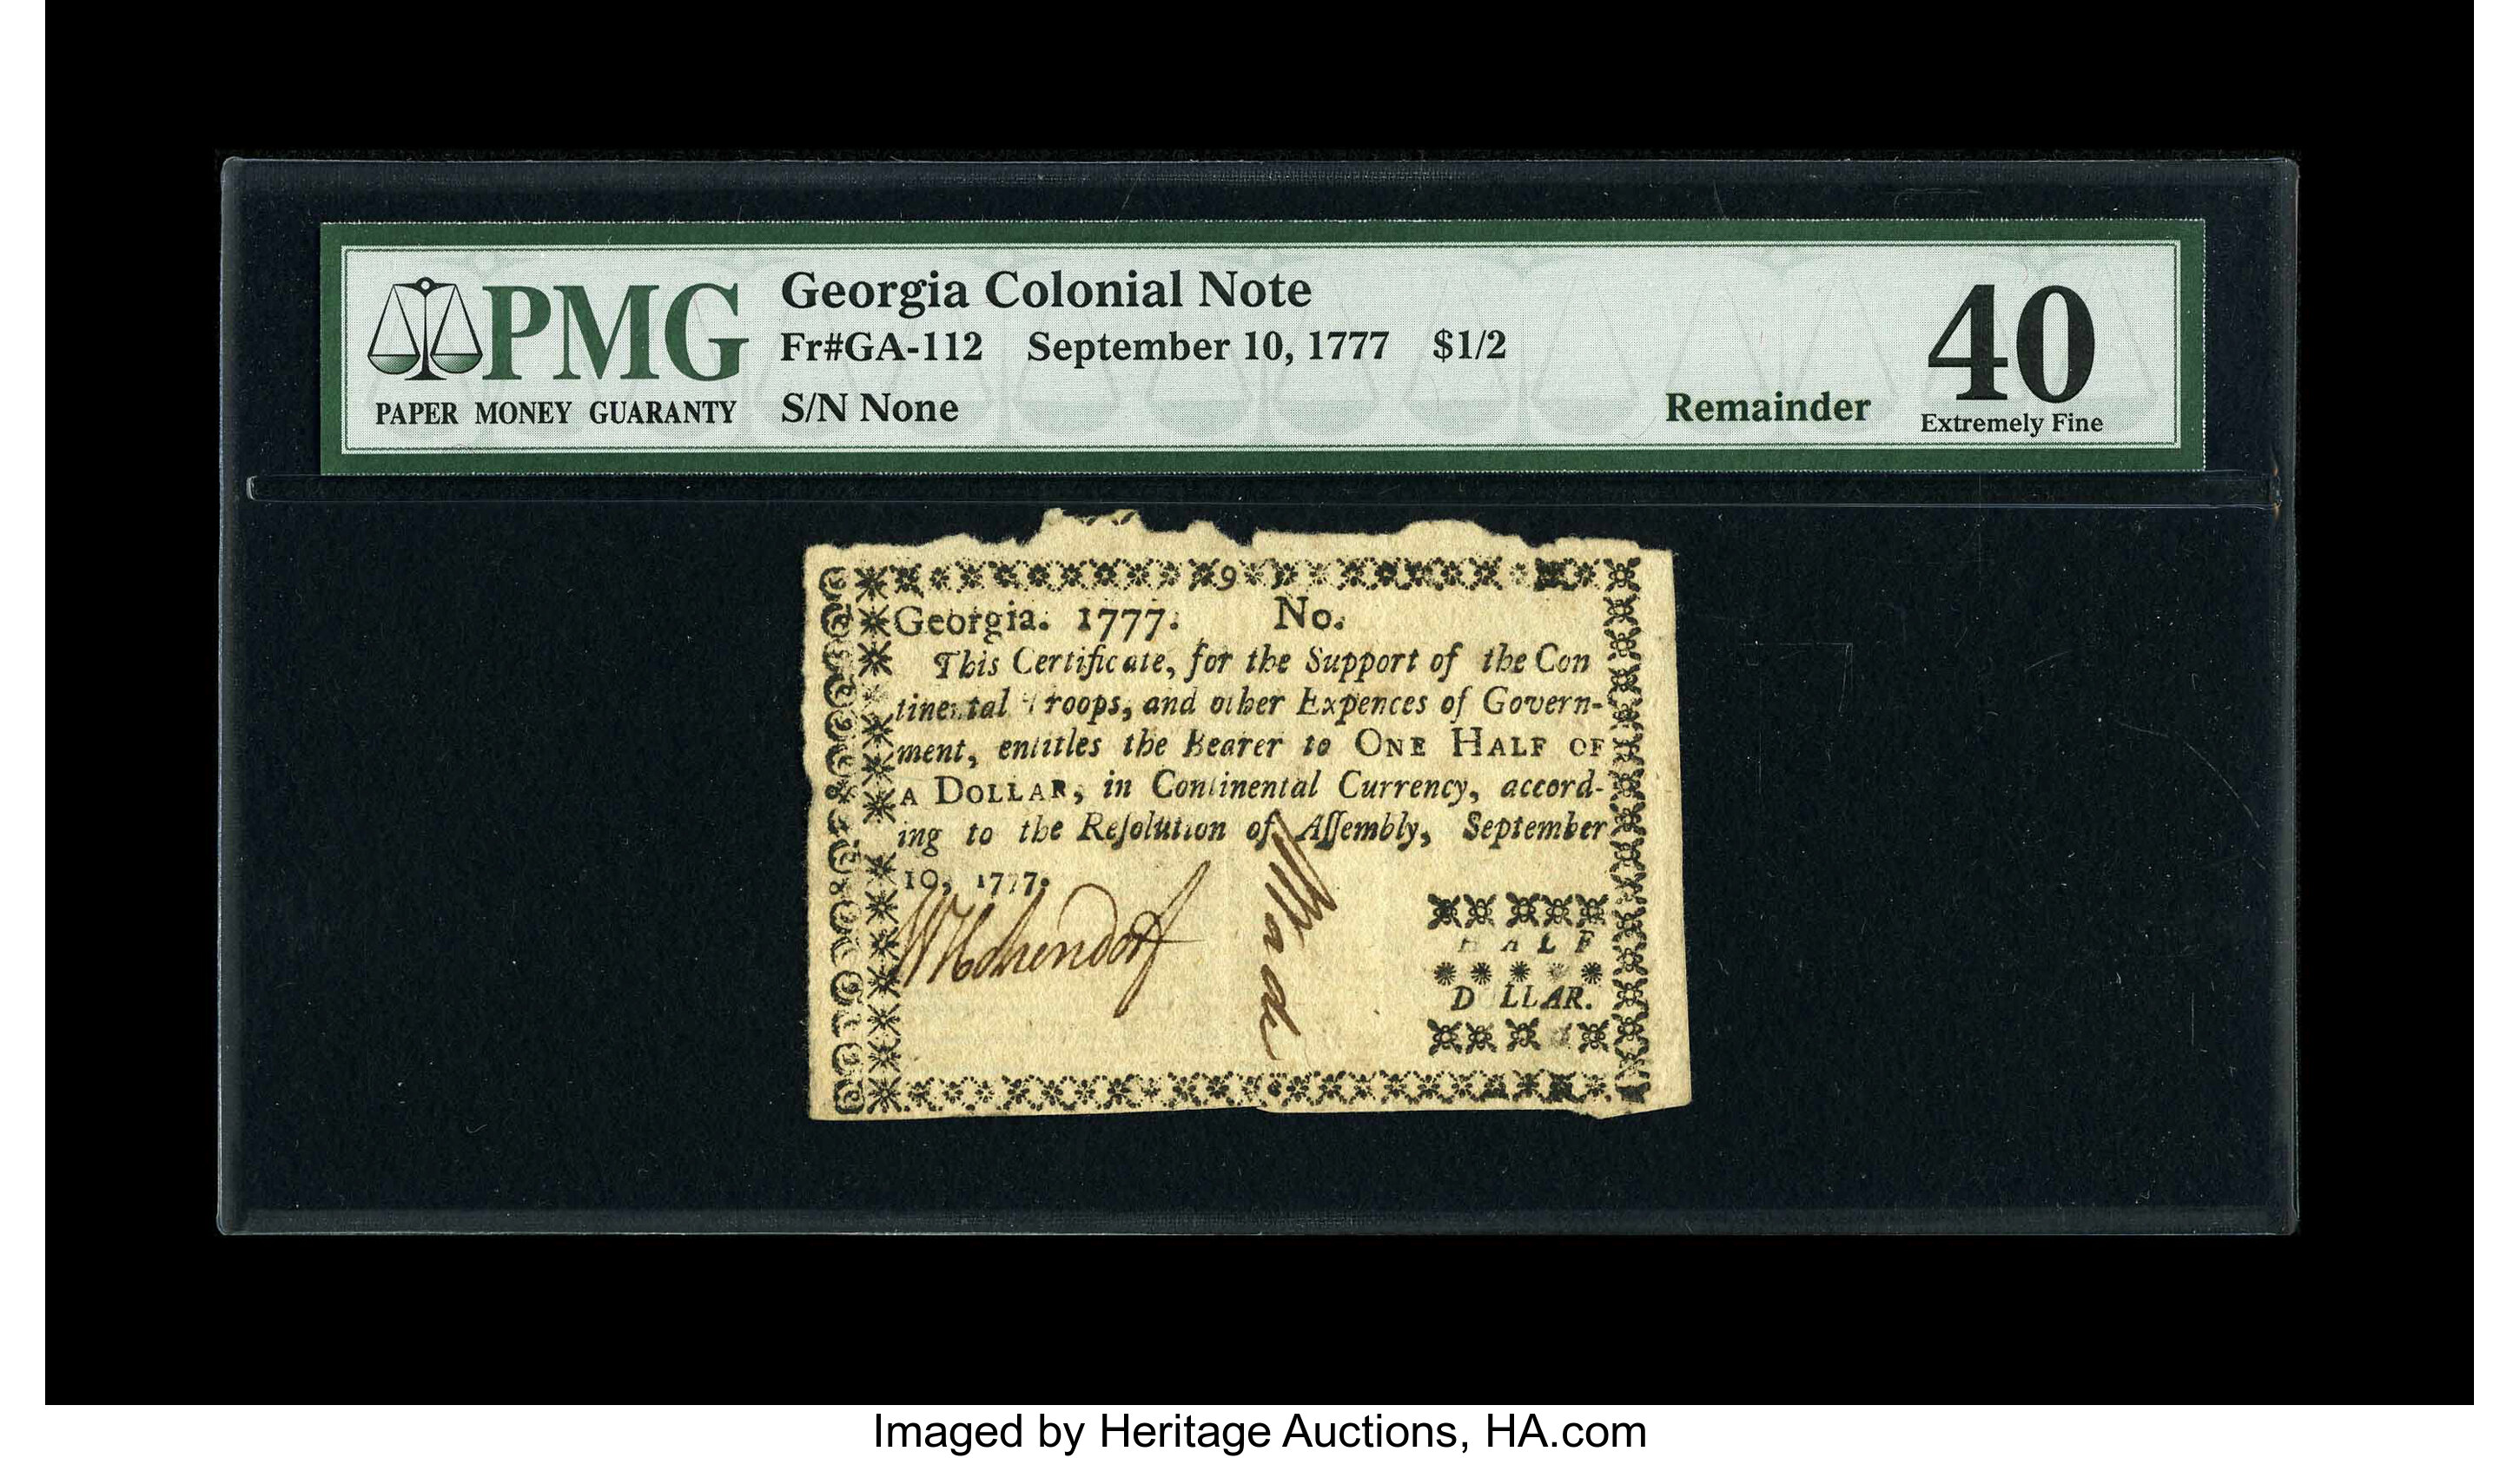 PMG
PAPER MONEY GUARANTY
Georgia Colonial Note
Fr#GA-112 September 10, 1777 $1/2
S/N None
Remainder
40
Extremely Fine
9
Georgia. 1777. No.
This Certificate, for the Support of the Con
tinental Troops, and other Expences of Govern-
ment, entitles the Bearer to ONE HALF OF
A DOLLAR, in Continental Currency, accord-
ing to the Reſolution of Aſſembly, September
10, 1777.
HALF
D LLAR.
Imaged by Heritage Auctions, HA.com